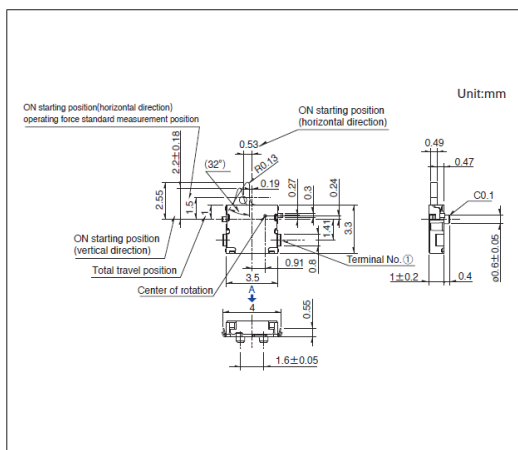 Unit:mm
ON starting position(horizontal direction)
operating force standard measurement position
ON starting position
(horizontal direction)
0.53
2.2±0.18
(32°)
R0.13
0.19
2.55
1.5
1
0.27
0.3
0.24
1.41
3.3
0.8
ON starting position
(vertical direction)
Total travel position
Center of rotation
0.91
Terminal No.①
3.5
A
4
0.55
1.6±0.05
0.49
0.47
C0.1
ø0.6±0.05
1±0.2
0.4